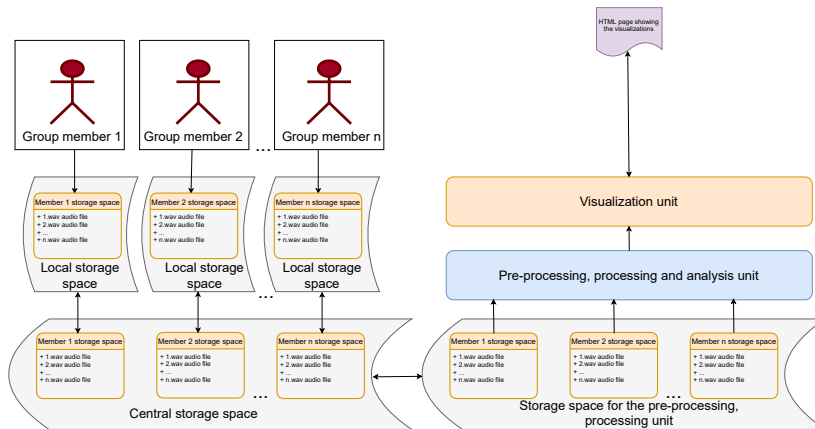 HTML page showing
the visualizations
Group member 1
Group member 2
...
Group member n
Member 1 storage space
+ 1.wav audio file
+ 2.wav audio file
+ ...
+ n.wav audio file
Local storage
space
Member 2 storage space
+ 1.wav audio file
+ 2.wav audio file
+ ...
+ n.wav audio file
Local storage
space
...
Member n storage space
+ 1.wav audio file
+ 2.wav audio file
+ ...
+ n.wav audio file
Local storage
space
Visualization unit
Pre-processing, processing and analysis unit
Member 1 storage space
+ 1.wav audio file
+ 2.wav audio file
+ ...
+ n.wav audio file
Member 2 storage space
+ 1.wav audio file
+ 2.wav audio file
+ ...
+ n.wav audio file
...
Member n storage space
+ 1.wav audio file
+ 2.wav audio file
+ ...
+ n.wav audio file
Central storage space
Member 1 storage space
+ 1.wav audio file
+ 2.wav audio file
+ ...
+ n.wav audio file
Member 2 storage space
+ 1.wav audio file
+ 2.wav audio file
+ ...
+ n.wav audio file
...
Member n storage space
+ 1.wav audio file
+ 2.wav audio file
+ ...
+ n.wav audio file
Storage space for the pre-processing,
processing unit